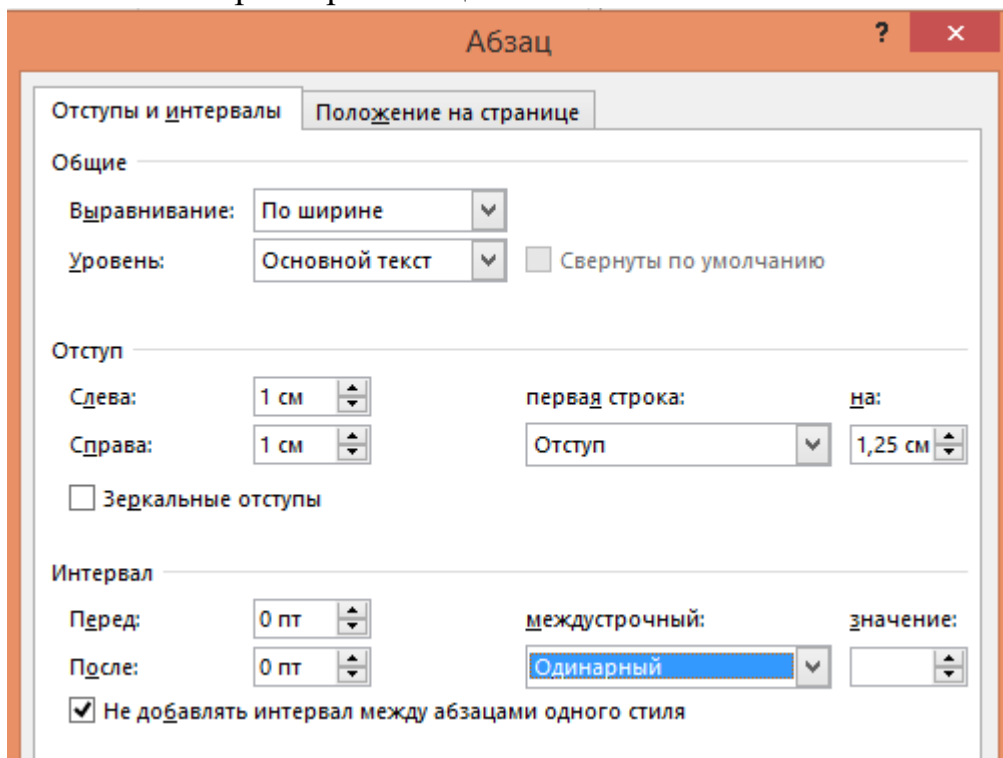 Абзац ?
Отступы и интервалы Положение на странице
Общие
Выравнивание: По ширине
Уровень: Основной текст Свернуты по умолчанию
Отступ
Слева: 1 см первая строка: на:
Справа: 1 см Отступ 1,25 см
Зеркальные отступы
Интервал
Перед: 0 пт междустрочный: значение:
После: 0 пт Одинарный
Не добавлять интервал между абзацами одного стиля